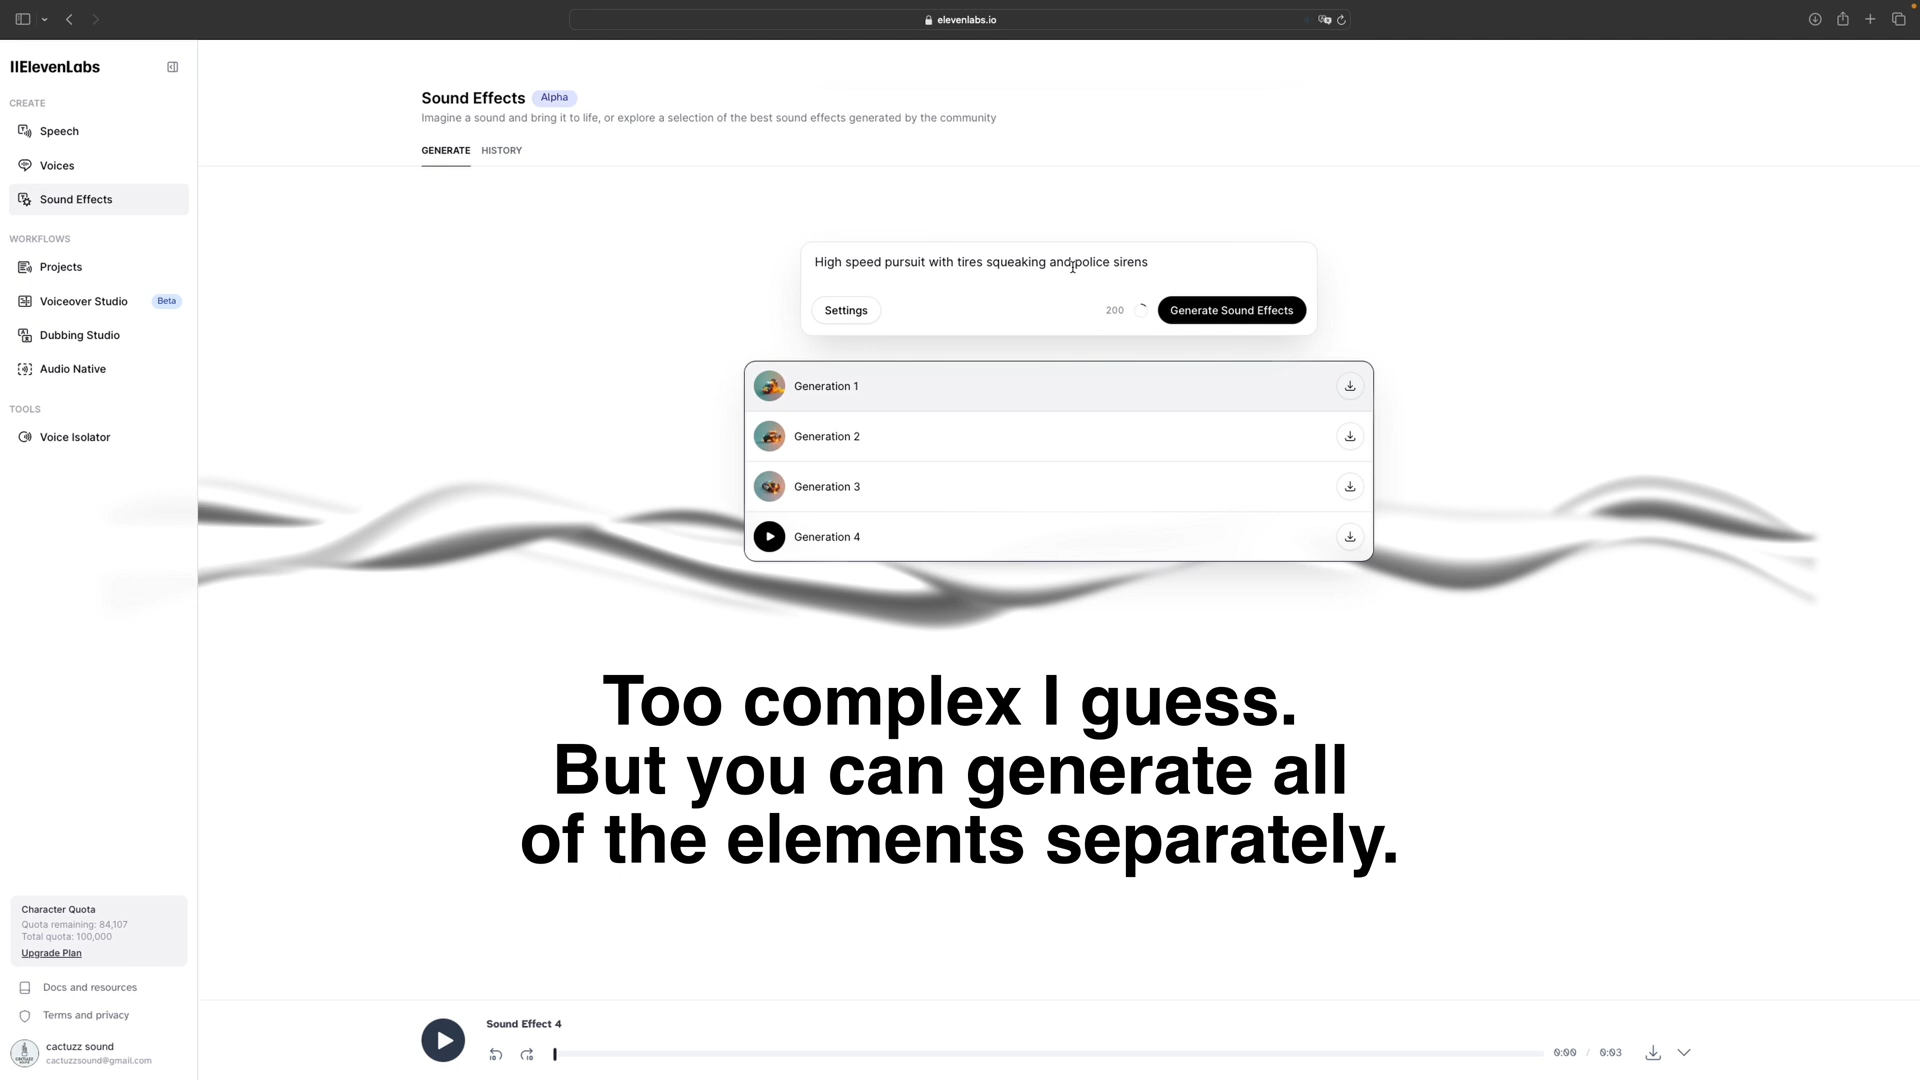 elevenlabs.io
IIElevenLabs
CREATE
Speech
Voices
Sound Effects
WORKFLOWS
Projects
Voiceover Studio Beta
Dubbing Studio
Audio Native
TOOLS
Voice Isolator
Sound Effects Alpha
Imagine a sound and bring it to life, or explore a selection of the best sound effects generated by the community
GENERATE HISTORY
High speed pursuit with tires squeaking and police sirens
Settings 200 Generate Sound Effects
Generation 1
Generation 2
Generation 3
Generation 4
Too complex I guess.
But you can generate all
of the elements separately.
Character Quota
Quota remaining: 84,107
Total quota: 100,000
Upgrade Plan
Docs and resources
Terms and privacy
cactuzz sound
cactuzzsound@gmail.com
Sound Effect 4
10 10 0:00 / 0:03